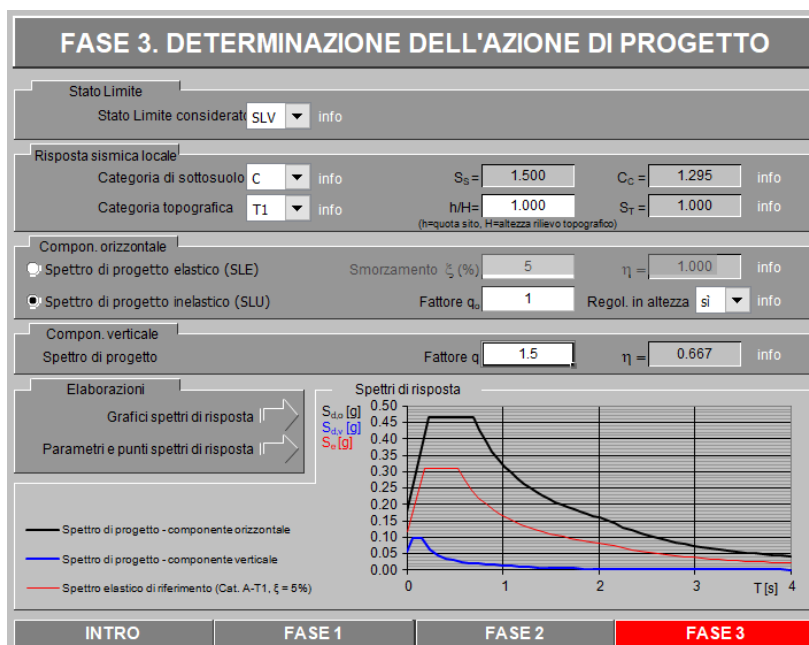 FASE 3. DETERMINAZIONE DELL'AZIONE DI PROGETTO
Stato Limite
Stato Limite considerato SLV info
Risposta sismica locale
Categoria di sottosuolo C info SS = 1.500 CC = 1.295 info
Categoria topografica T1 info h/H= 1.000 ST = 1.000 info
(h=quota sito, H=altezza rilievo topografico)
Compon. orizzontale
Spettro di progetto elastico (SLE) Smorzamento ξ (%) 5 η = 1.000 info
Spettro di progetto inelastico (SLU) Fattore qo 1 Regol. in altezza sì info
Compon. verticale
Spettro di progetto Fattore q 1.5 η = 0.667 info
Elaborazioni
Grafici spettri di risposta
Parametri e punti spettri di risposta
Spettri di risposta
Sd,o [g]
Sd,v [g]
Se [g]
0.50
0.45
0.40
0.35
0.30
0.25
0.20
0.15
0.10
0.05
0.00
0 1 2 3 T [s] 4
Spettro di progetto - componente orizzontale
Spettro di progetto - componente verticale
Spettro elastico di riferimento (Cat. A-T1, ξ = 5%)
INTRO FASE 1 FASE 2 FASE 3